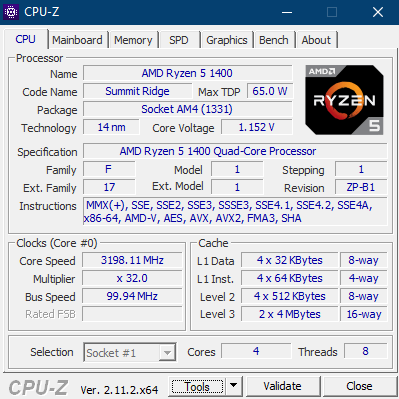 CPU-Z
CPU Mainboard Memory SPD Graphics Bench About
Processor
Name AMD Ryzen 5 1400
Code Name Summit Ridge Max TDP 65.0 W
Package Socket AM4 (1331)
Technology 14 nm Core Voltage 1.152 V
AMD
RYZEN
5
Specification AMD Ryzen 5 1400 Quad-Core Processor
Family F Model 1 Stepping 1
Ext. Family 17 Ext. Model 1 Revision ZP-B1
Instructions MMX(+), SSE, SSE2, SSE3, SSSE3, SSE4.1, SSE4.2, SSE4A,
x86-64, AMD-V, AES, AVX, AVX2, FMA3, SHA
Clocks (Core #0)
Core Speed 3198.11 MHz
Multiplier x 32.0
Bus Speed 99.94 MHz
Rated FSB
Cache
L1 Data 4 x 32 KBytes 8-way
L1 Inst. 4 x 64 KBytes 4-way
Level 2 4 x 512 KBytes 8-way
Level 3 2 x 4 MBytes 16-way
Selection Socket #1 Cores 4 Threads 8
CPU-Z Ver. 2.11.2.x64 Tools Validate Close